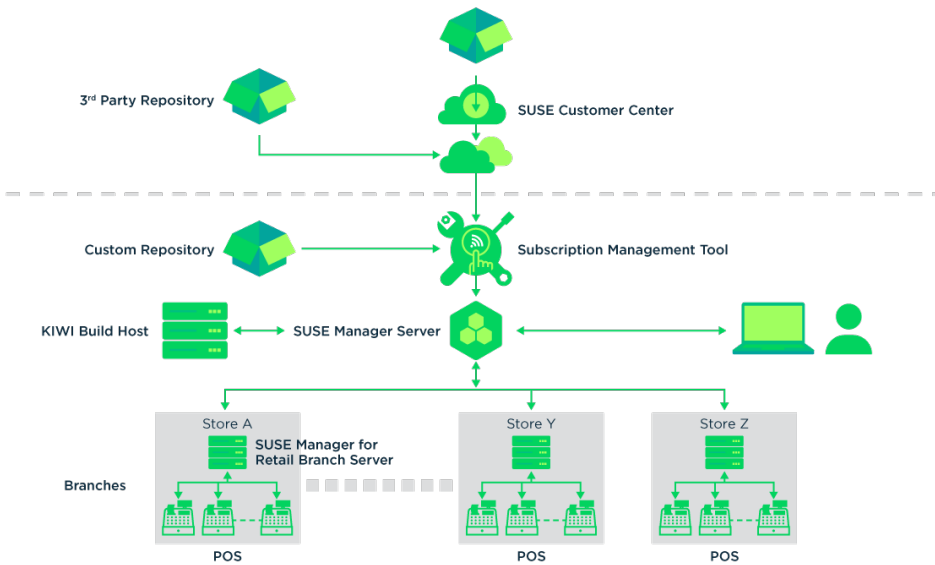 3rd Party Repository
SUSE Customer Center
Custom Repository
Subscription Management Tool
KIWI Build Host
SUSE Manager Server
Store A
Store Y
Store Z
SUSE Manager for
Retail Branch Server
Branches
POS
POS
POS